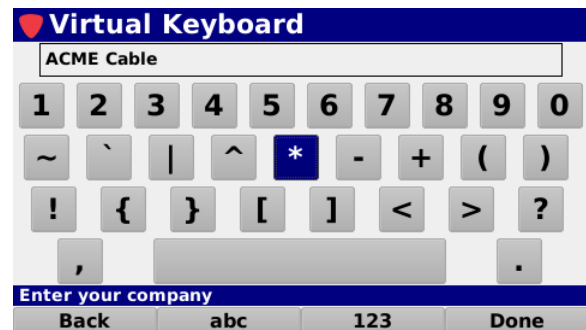 Virtual Keyboard
ACME Cable
1 2 3 4 5 6 7 8 9 0
~ ` | ^ * - + ( )
! { } [ ] < > ?
, .
Enter your company
Back abc 123 Done